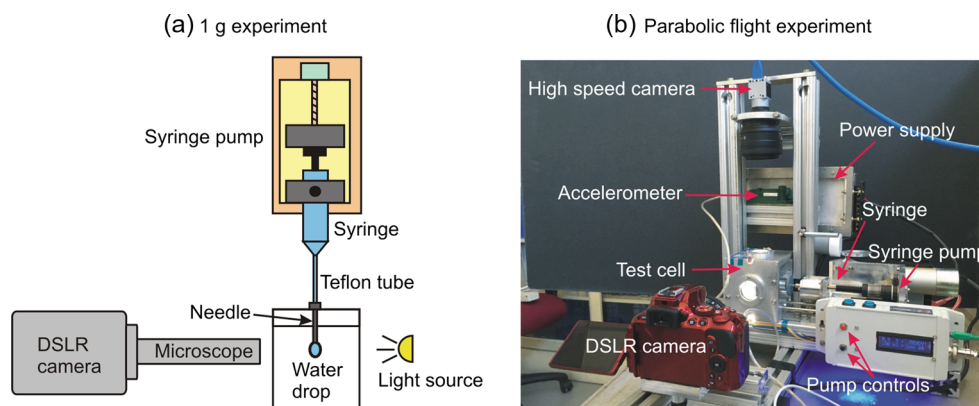 (a) 1 g experiment
Syringe pump
Syringe
Teflon tube
Needle
DSLR
camera
Microscope
Water
drop
Light source
(b) Parabolic flight experiment
High speed camera
Power supply
Accelerometer
Syringe
Syringe pump
Test cell
DSLR camera
Pump controls